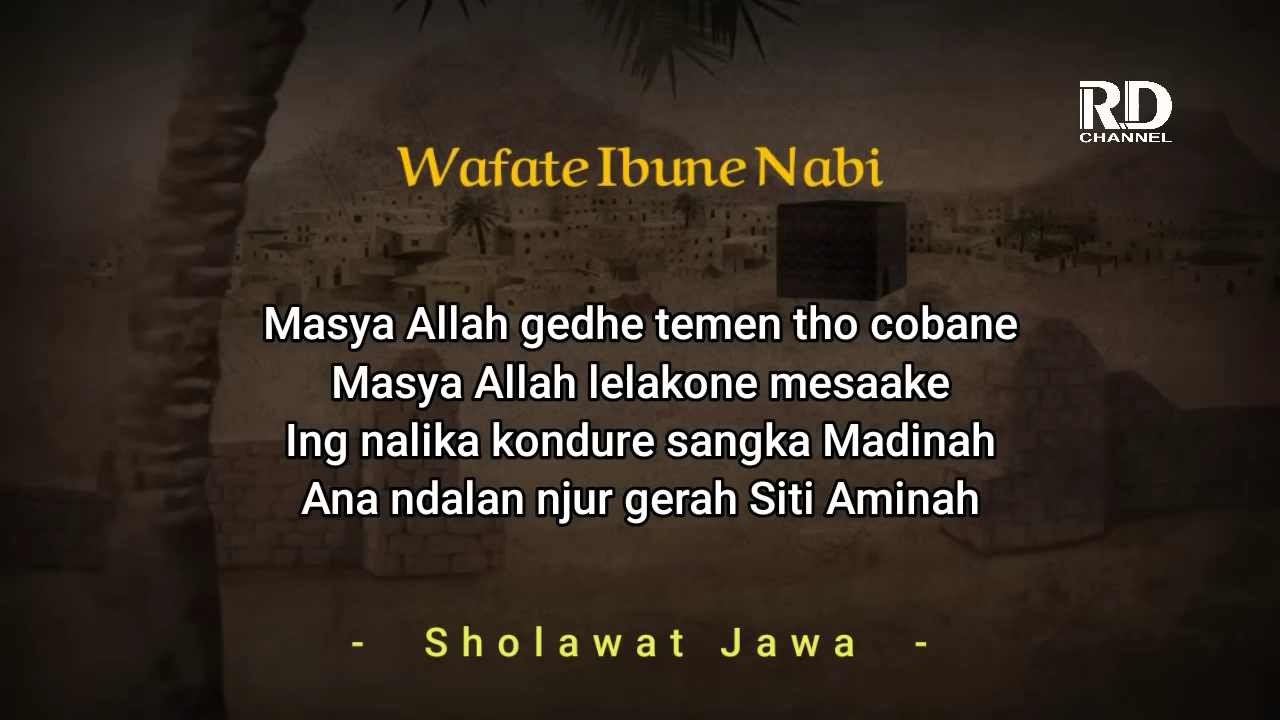 RD
CHANNEL
Wafate Ibune Nabi
Masya Allah gedhe temen tho cobane
Masya Allah lelakone mesaake
Ing nalika kondure sangka Madinah
Ana ndalan njur gerah Siti Aminah
- Sholawat Jawa -